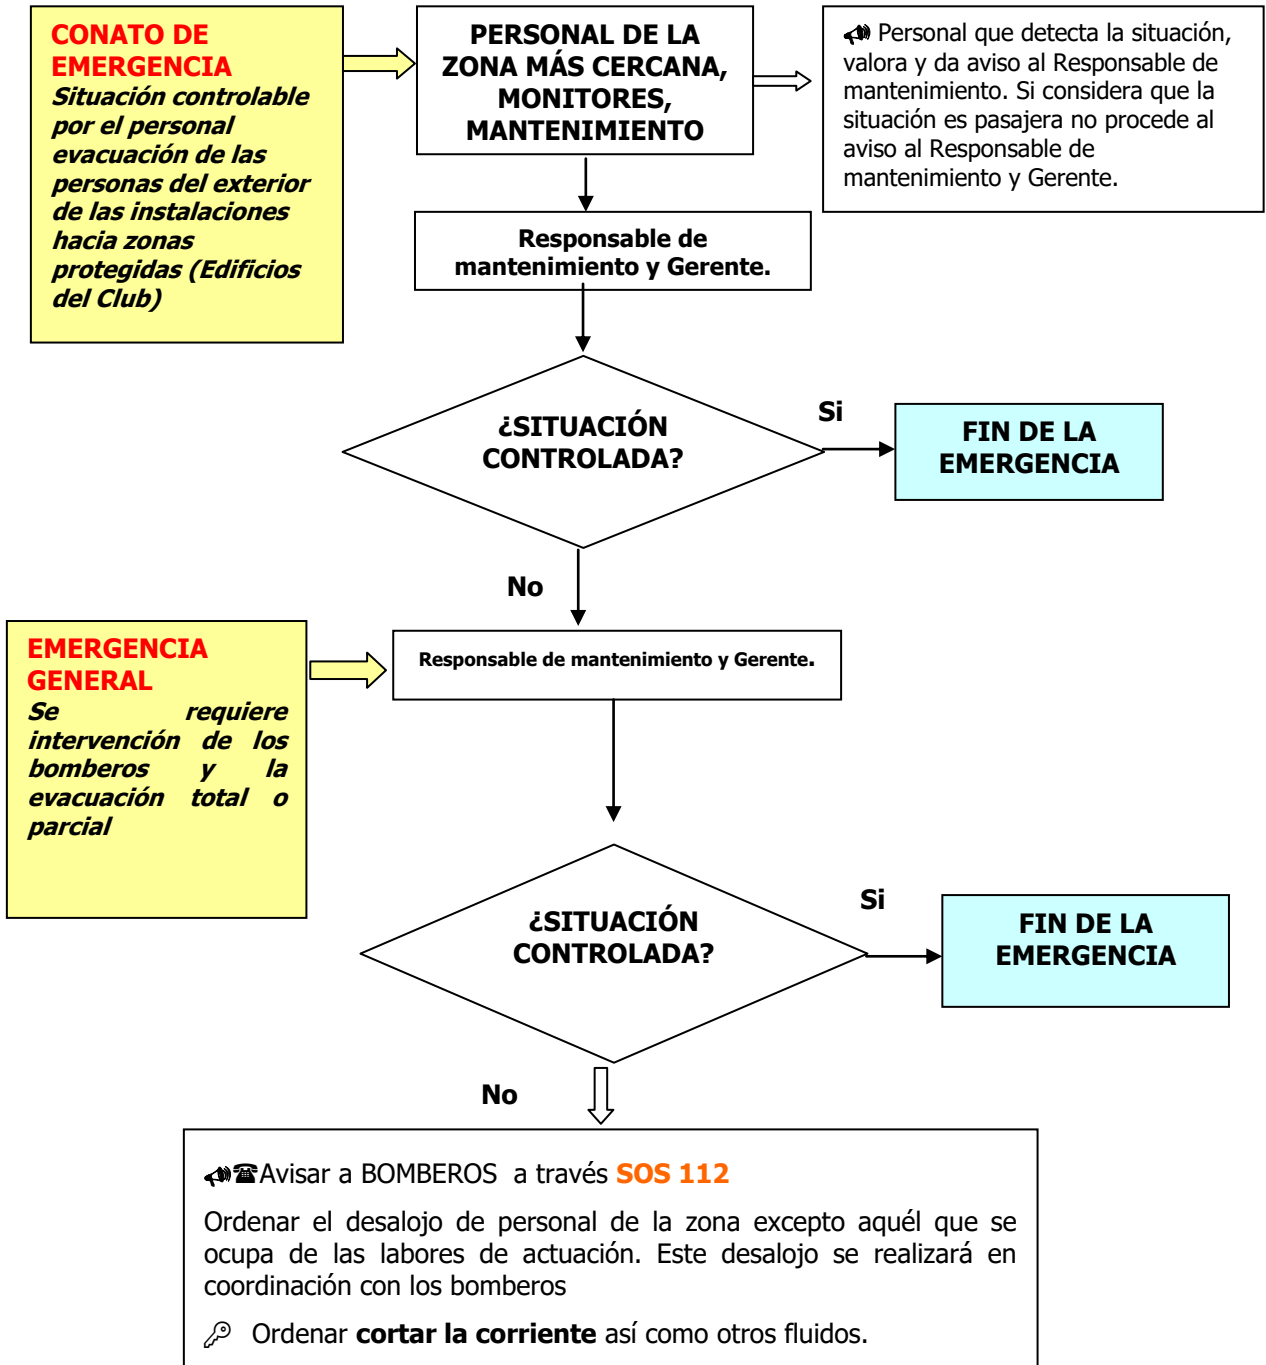 CONATO DE
EMERGENCIA
Situación controlable
por el personal
evacuación de las
personas del exterior
de las instalaciones
hacia zonas
protegidas (Edificios
del Club)
PERSONAL DE LA
ZONA MÁS CERCANA,
MONITORES,
MANTENIMIENTO
Personal que detecta la situación,
valora y da aviso al Responsable de
mantenimiento. Si considera que la
situación es pasajera no procede al
aviso al Responsable de
mantenimiento y Gerente.
Responsable de
mantenimiento y Gerente.
¿SITUACIÓN
CONTROLADA?
Si
FIN DE LA
EMERGENCIA
No
EMERGENCIA
GENERAL
Se requiere
intervención de los
bomberos y la
evacuación total o
parcial
Responsable de mantenimiento y Gerente.
¿SITUACIÓN
CONTROLADA?
Si
FIN DE LA
EMERGENCIA
No
Avisar a BOMBEROS a través SOS 112
Ordenar el desalojo de personal de la zona excepto aquél que se
ocupa de las labores de actuación. Este desalojo se realizará en
coordinación con los bomberos
Ordenar cortar la corriente así como otros fluidos.